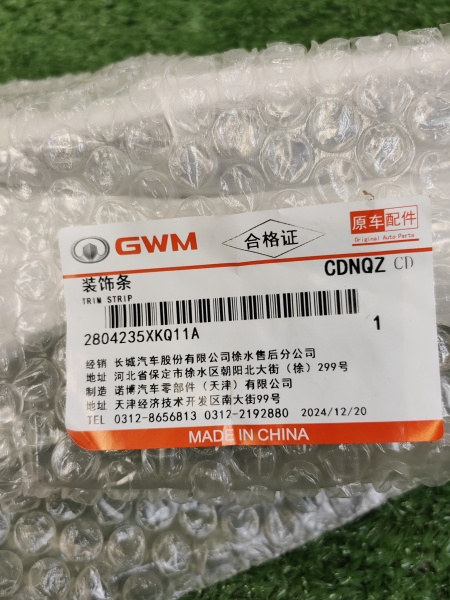 GWM
合格证
原车配件
Original Auto Parts
装饰条
CDNQZ CD
TRIM STRIP
2804235XKQ11A
1
经销 长城汽车股份有限公司徐水售后分公司
地址 河北省保定市徐水区朝阳北大街（徐）299号
制造 诺博汽车零部件（天津）有限公司
地址 天津经济技术开发区南大街99号
TEL 0312-8656813 0312-2192880 2024/12/20
MADE IN CHINA